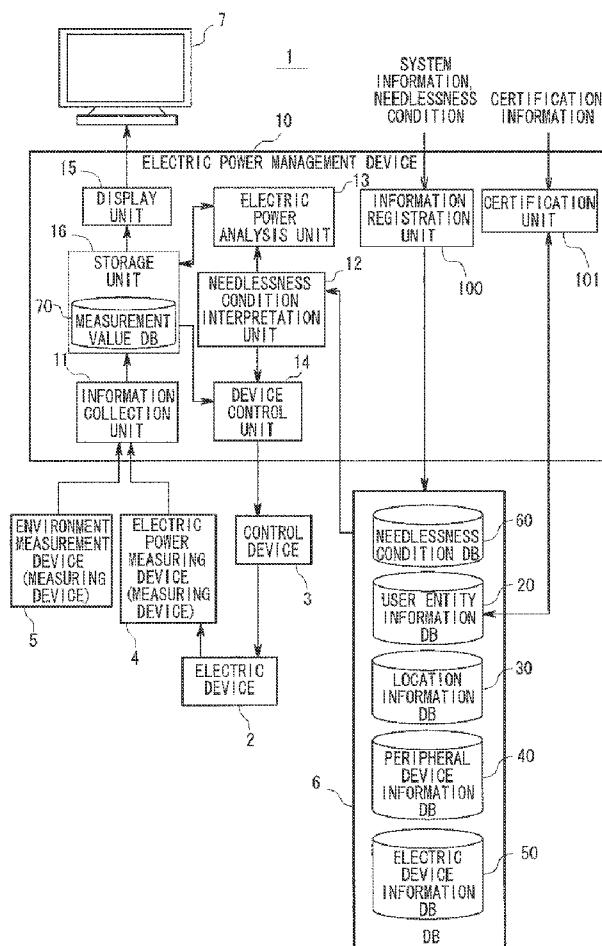 7
1
SYSTEM
INFORMATION,
NEEDLESSNESS
CONDITION
CERTIFICATION
INFORMATION
10
ELECTRIC POWER MANAGEMENT DEVICE
15
DISPLAY
UNIT
13
ELECTRIC
POWER
ANALYSIS UNIT
INFORMATION
REGISTRATION
UNIT
100
CERTIFICATION
UNIT
101
16
STORAGE
UNIT
12
NEEDLESSNESS
CONDITION
INTERPRETATION
UNIT
70
MEASUREMENT
VALUE DB
11
INFORMATION
COLLECTION
UNIT
14
DEVICE
CONTROL
UNIT
ENVIRONMENT
MEASUREMENT
DEVICE
(MEASURING
DEVICE)
5
ELECTRIC
POWER
MEASURING
DEVICE
(MEASURING
DEVICE)
4
CONTROL
DEVICE
3
ELECTRIC
DEVICE
2
6
60
NEEDLESSNESS
CONDITION DB
20
USER ENTITY
INFORMATION
DB
30
LOCATION
INFORMATION
DB
40
PERIPHERAL
DEVICE
INFORMATION
DB
50
ELECTRIC
DEVICE
INFORMATION
DB
DB